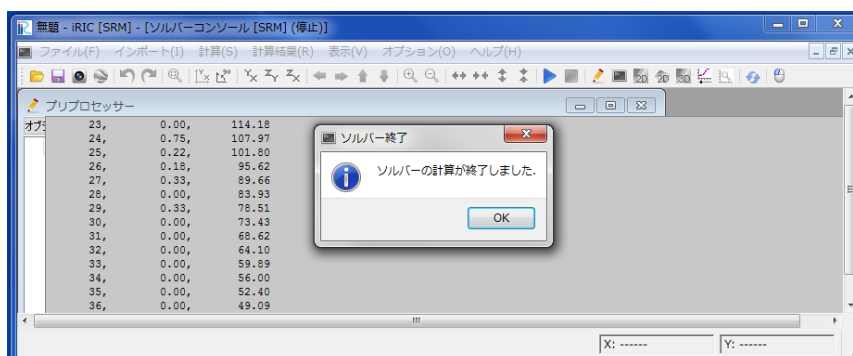 無題 - iRIC [SRM] - [ソルバーコンソール [SRM] (停止)]
ファイル(F) インポート(I) 計算(S) 計算結果(R) 表示(V) オプション(O) ヘルプ(H)
プリプロセッサー
オブ
23, 0.00, 114.18
24, 0.75, 107.97
25, 0.22, 101.80
26, 0.18, 95.62
27, 0.33, 89.66
28, 0.00, 83.93
29, 0.33, 78.51
30, 0.00, 73.43
31, 0.00, 68.62
32, 0.00, 64.10
33, 0.00, 59.89
34, 0.00, 56.00
35, 0.00, 52.40
36, 0.00, 49.09
ソルバー終了
ソルバーの計算が終了しました.
OK
X: ------ Y: ------